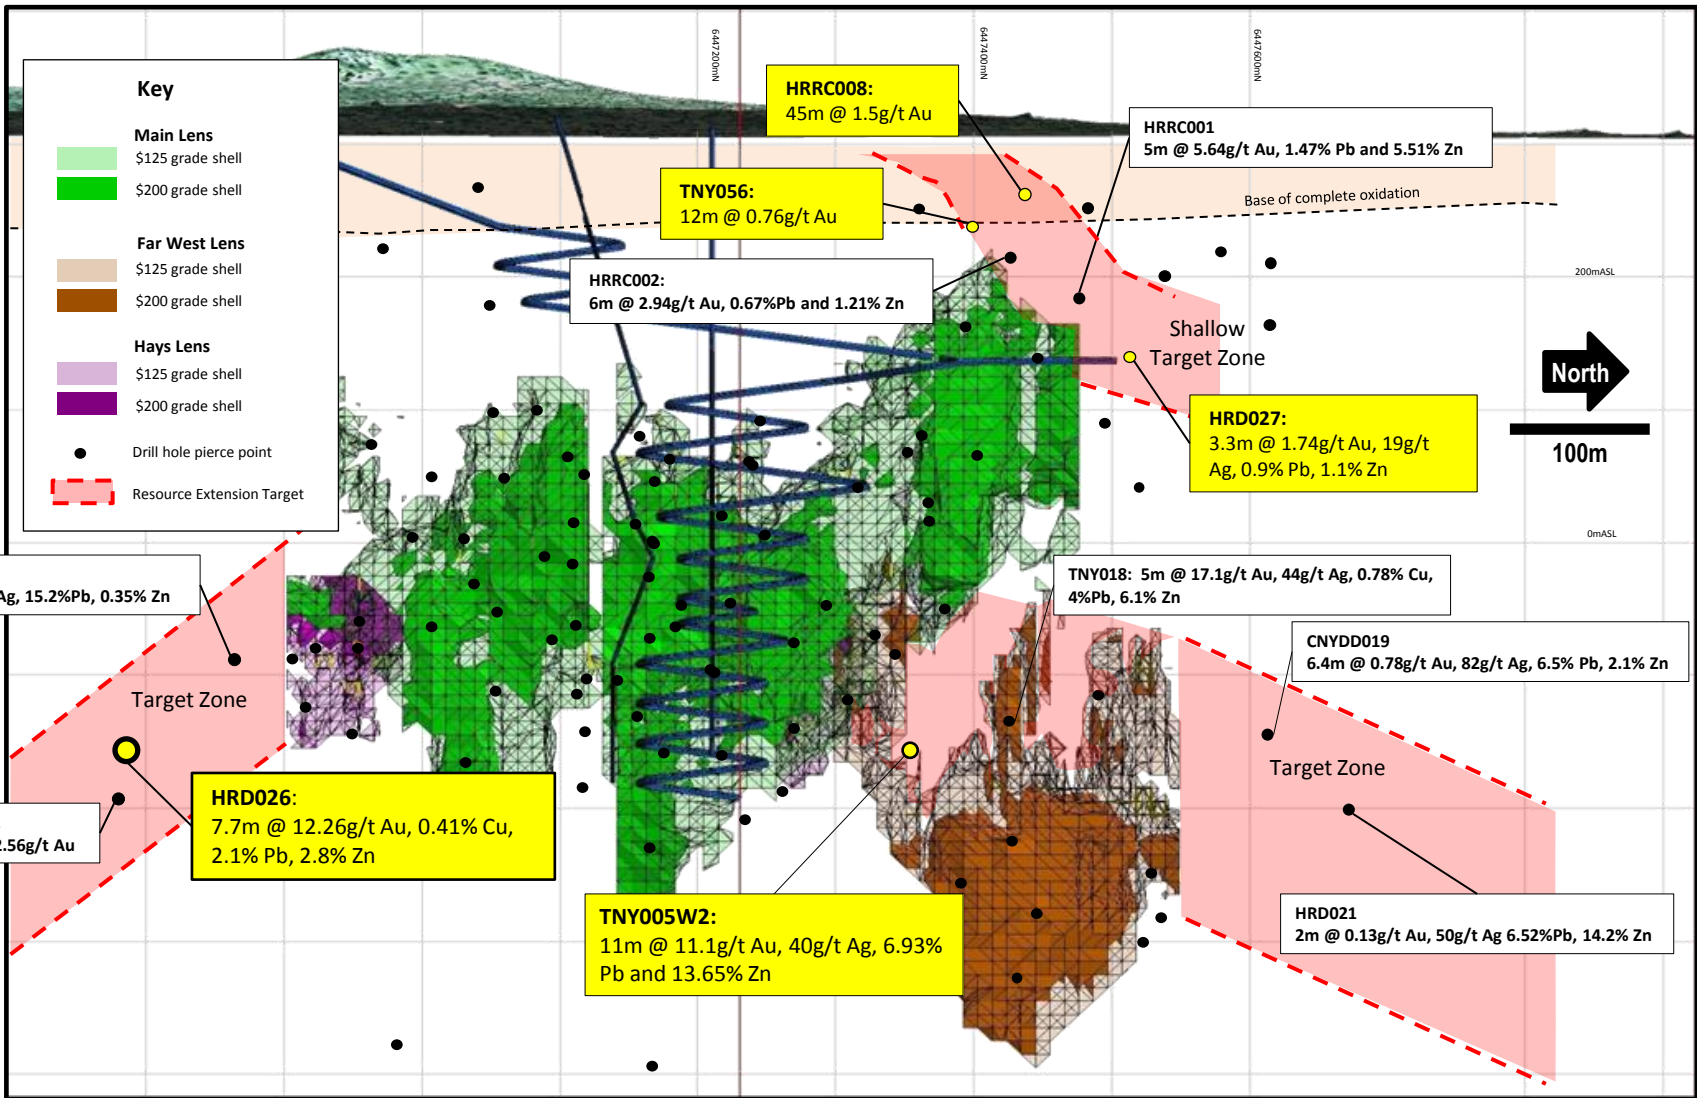 6447200mN
6447400mN
6447600mN
Key
Main Lens
$125 grade shell
$200 grade shell
Far West Lens
$125 grade shell
$200 grade shell
Hays Lens
$125 grade shell
$200 grade shell
Drill hole pierce point
Resource Extension Target
HRRC008:
45m @ 1.5g/t Au
HRRC001
5m @ 5.64g/t Au, 1.47% Pb and 5.51% Zn
TNY056:
12m @ 0.76g/t Au
Base of complete oxidation
HRRC002:
6m @ 2.94g/t Au, 0.67%Pb and 1.21% Zn
200mASL
Shallow
Target Zone
North
100m
HRD027:
3.3m @ 1.74g/t Au, 19g/t
Ag, 0.9% Pb, 1.1% Zn
0mASL
Ag, 15.2%Pb, 0.35% Zn
TNY018: 5m @ 17.1g/t Au, 44g/t Ag, 0.78% Cu,
4%Pb, 6.1% Zn
CNYDD019
6.4m @ 0.78g/t Au, 82g/t Ag, 6.5% Pb, 2.1% Zn
Target Zone
Target Zone
HRD026:
7.7m @ 12.26g/t Au, 0.41% Cu,
2.1% Pb, 2.8% Zn
2.56g/t Au
TNY005W2:
11m @ 11.1g/t Au, 40g/t Ag, 6.93%
Pb and 13.65% Zn
HRD021
2m @ 0.13g/t Au, 50g/t Ag 6.52%Pb, 14.2% Zn